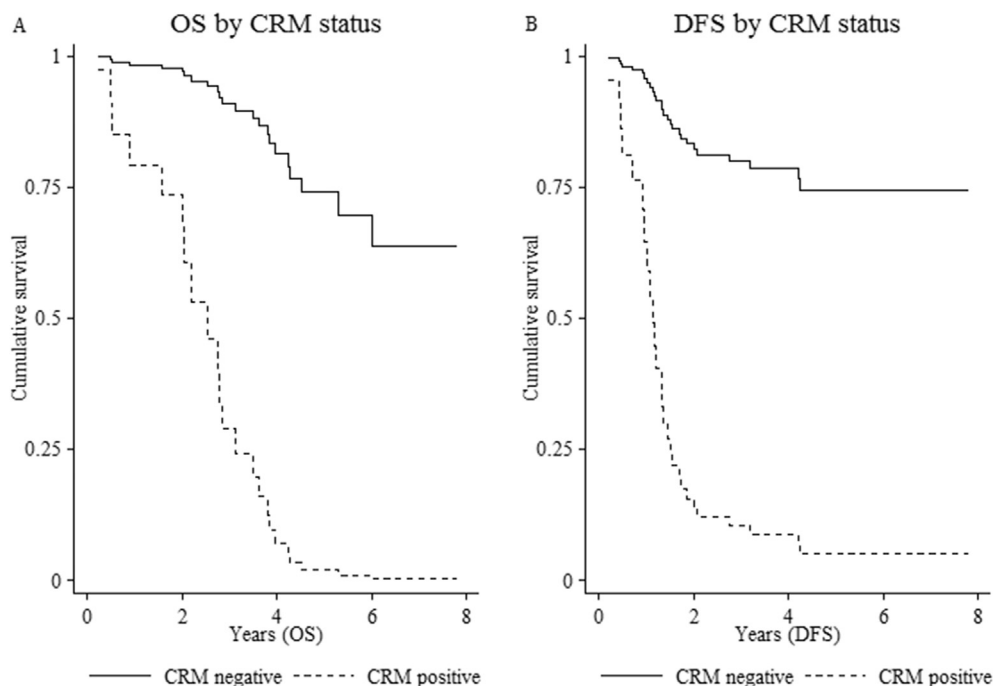 A
OS by CRM status
Cumulative survival
1
0.75
0.5
0.25
0
0 2 4 6 8
Years (OS)
CRM negative CRM positive
B
DFS by CRM status
Cumulative survival
1
0.75
0.5
0.25
0
0 2 4 6 8
Years (DFS)
CRM negative CRM positive